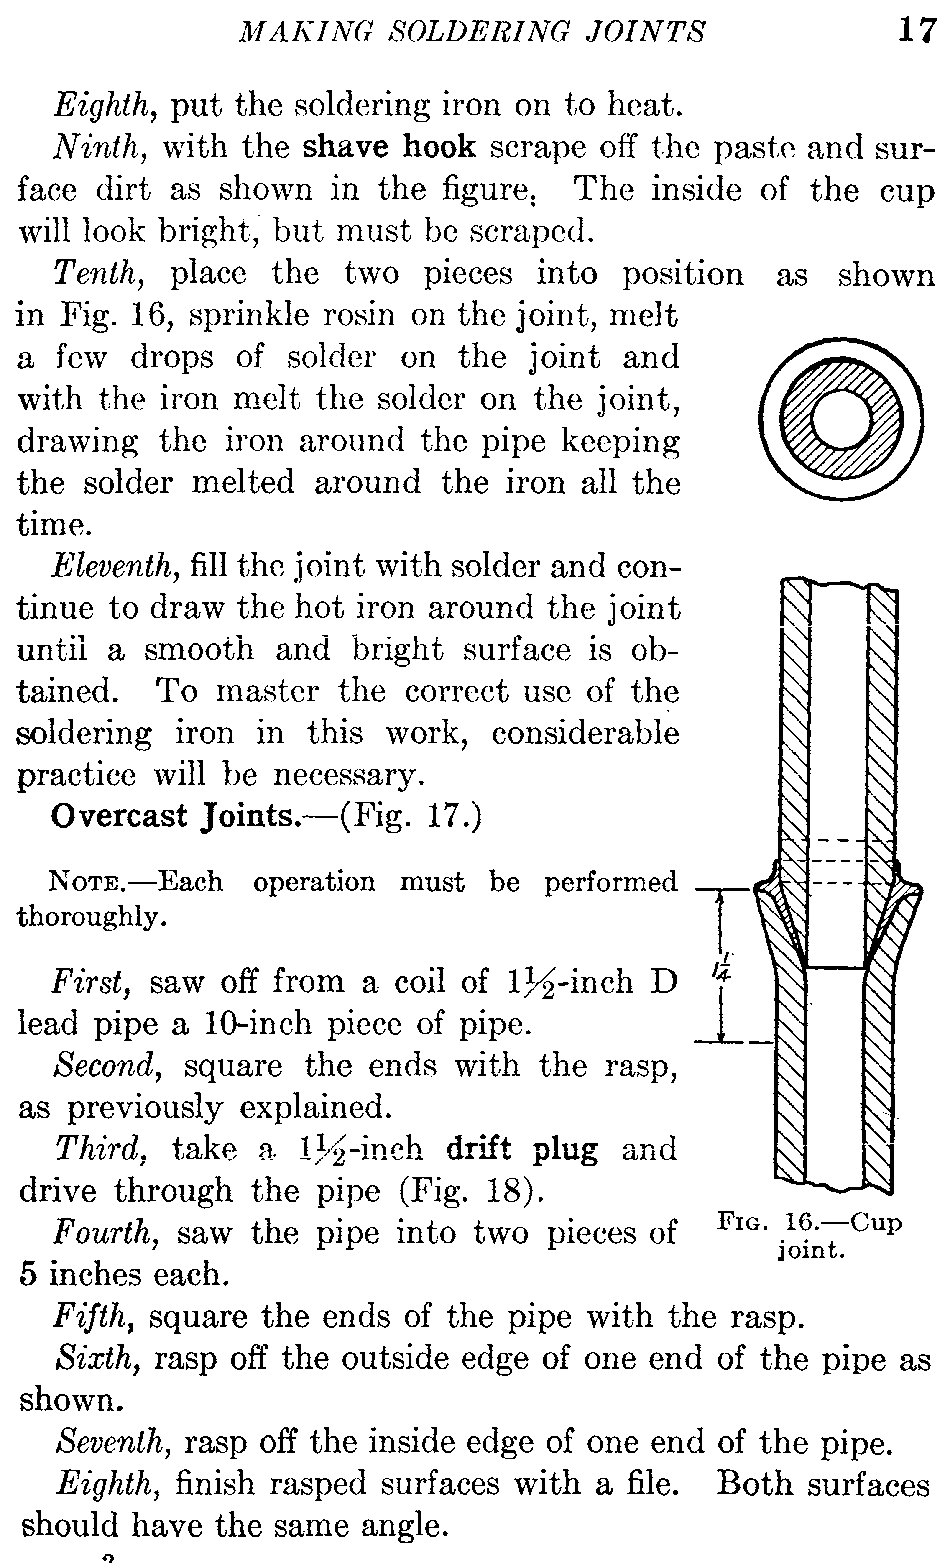 MAKING SOLDERING JOINTS 17
Eighth, put the soldering iron on to heat.
Ninth, with the shave hook scrape off the paste and sur-
face dirt as shown in the figure. The inside of the cup
will look bright, but must be scraped.
Tenth, place the two pieces into position as shown
in Fig. 16, sprinkle rosin on the joint, melt
a few drops of solder on the joint and
with the iron melt the solder on the joint,
drawing the iron around the pipe keeping
the solder melted around the iron all the
time.
Eleventh, fill the joint with solder and con-
tinue to draw the hot iron around the joint
until a smooth and bright surface is ob-
tained. To master the correct use of the
soldering iron in this work, considerable
practice will be necessary.
Overcast Joints.—(Fig. 17.)
NOTE.—Each operation must be performed
thoroughly.
First, saw off from a coil of 1½-inch D
lead pipe a 10-inch piece of pipe.
Second, square the ends with the rasp,
as previously explained.
Third, take a 1½-inch drift plug and
drive through the pipe (Fig. 18).
Fourth, saw the pipe into two pieces of
5 inches each.
1¼"
FIG. 16.—Cup
joint.
Fifth, square the ends of the pipe with the rasp.
Sixth, rasp off the outside edge of one end of the pipe as
shown.
Seventh, rasp off the inside edge of one end of the pipe.
Eighth, finish rasped surfaces with a file. Both surfaces
should have the same angle.
2